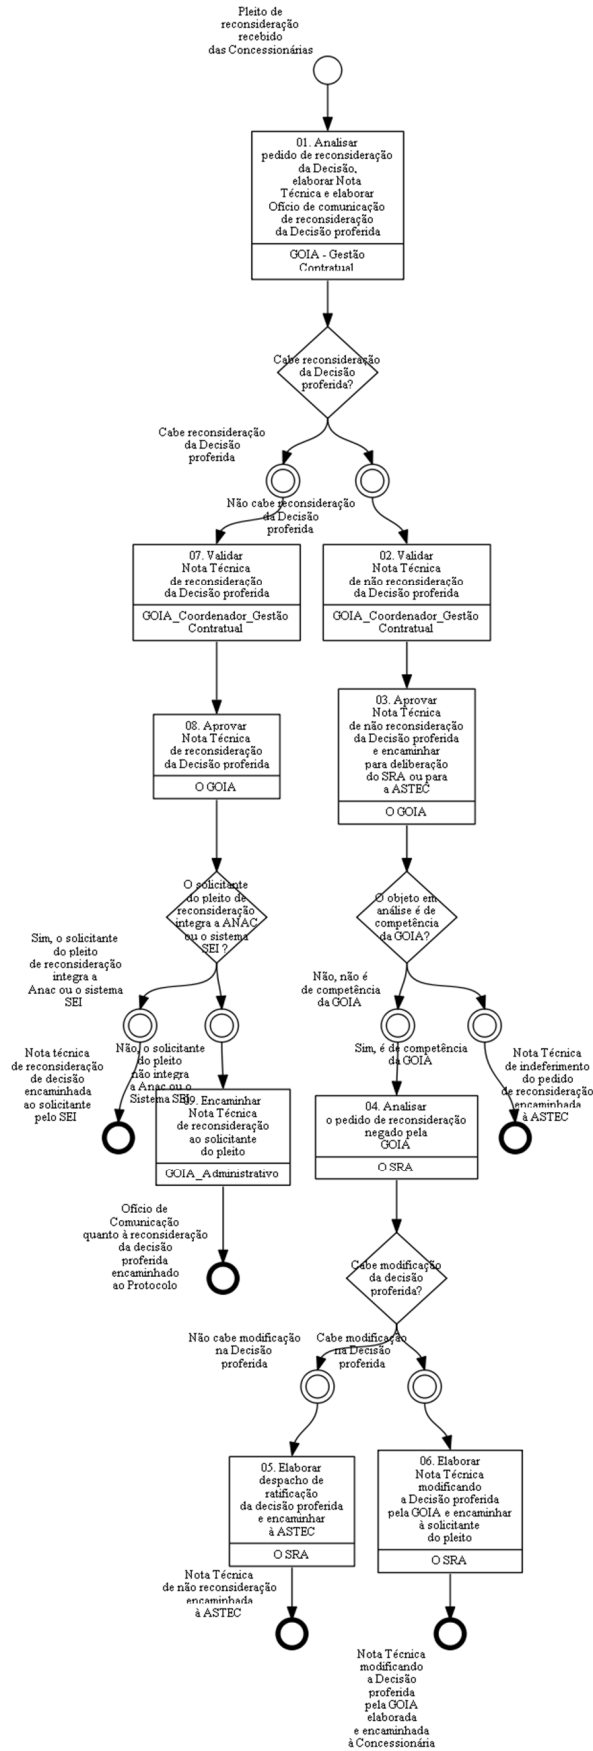 Pleito de
reconsideração
recebido
das Concessionárias
01. Analisar
pedido de reconsideração
da Decisão,
elaborar Nota
Técnica e elaborar
Ofício de comunicação
de reconsideração
da Decisão proferida
GOIA - Gestão
Contratual
Cabe reconsideração
da Decisão
proferida?
Cabe reconsideração
da Decisão
proferida
Não cabe reconsideração
da Decisão
proferida
07. Validar
Nota Técnica
de reconsideração
da Decisão proferida
GOIA_Coordenador_Gestão
Contratual
02. Validar
Nota Técnica
de não reconsideração
da Decisão proferida
GOIA_Coordenador_Gestão
Contratual
08. Aprovar
Nota Técnica
de reconsideração
da Decisão proferida
O GOIA
03. Aprovar
Nota Técnica
de não reconsideração
da Decisão proferida
e encaminhar
para deliberação
do SRA ou para
a ASTEC
O GOIA
O solicitante
do pleito de
reconsideração
integra a ANAC
ou o sistema
SEI ?
O objeto em
análise é de
competência
da GOIA?
Sim, o solicitante
do pleito
de reconsideração
integra a
Anac ou o sistema
SEI
Não, não é
de competência
da GOIA
Nota técnica
de reconsideração
de decisão
encaminhada
ao solicitante
pelo SEI
Não, o solicitante
do pleito
não integra
a Anac ou o
Sistema SEI
Sim, é de competência
da GOIA
Nota Técnica
de indeferimento
do pedido
de reconsideração
encaminhada
à ASTEC
09. Encaminhar
Nota Técnica
de reconsideração
ao solicitante
do pleito
GOIA_Administrativo
04. Analisar
o pedido de reconsideração
negado pela
GOIA
O SRA
Ofício de
Comunicação
quanto à reconsideração
da decisão
proferida
encaminhado
ao Protocolo
Cabe modificação
da decisão
proferida?
Não cabe modificação
na Decisão
proferida
Cabe modificação
na Decisão
proferida
05. Elaborar
despacho de
ratificação
da decisão proferida
e encaminhar
à ASTEC
O SRA
06. Elaborar
Nota Técnica
modificando
a Decisão proferida
pela GOIA e encaminhar
à solicitante
do pleito
O SRA
Nota Técnica
de não reconsideração
encaminhada
à ASTEC
Nota Técnica
modificando
a Decisão
proferida
pela GOIA
elaborada
e encaminhada
à Concessionária